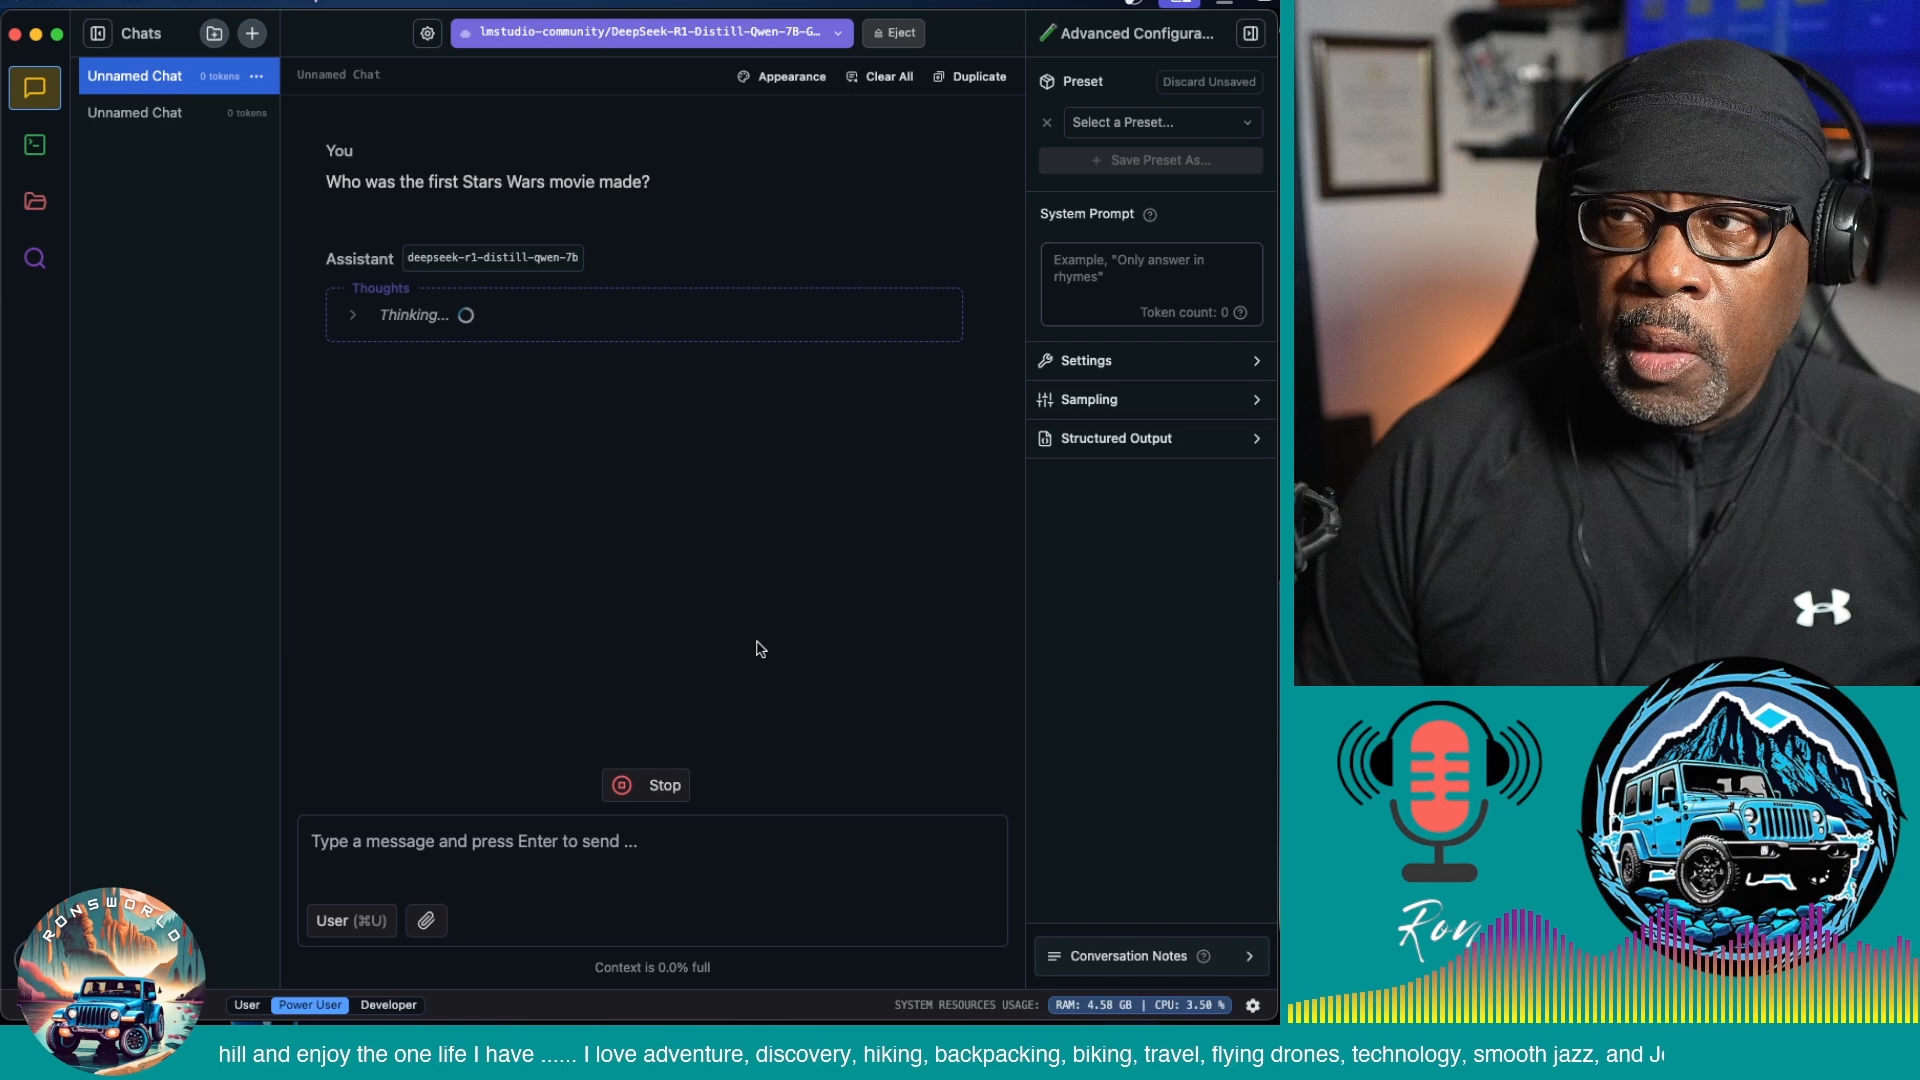 Chats
lmstudio-community/DeepSeek-R1-Distill-Qwen-7B-G...
Eject
Advanced Configura...
Unnamed Chat
0 tokens
Unnamed Chat
0 tokens
Unnamed Chat
Appearance
Clear All
Duplicate
Preset
Discard Unsaved
Select a Preset...
+ Save Preset As...
You
Who was the first Stars Wars movie made?
Assistant
deepseek-r1-distill-qwen-7b
Thoughts
Thinking...
System Prompt
Example, "Only answer in
rhymes"
Token count: 0
Settings
Sampling
Structured Output
Stop
Type a message and press Enter to send ...
User (⌘U)
Context is 0.0% full
Conversation Notes
User
Power User
Developer
SYSTEM RESOURCES USAGE:
RAM: 4.58 GB | CPU: 3.50 %
RONSWORLD
Ron
hill and enjoy the one life I have ...... I love adventure, discovery, hiking, backpacking, biking, travel, flying drones, technology, smooth jazz, and